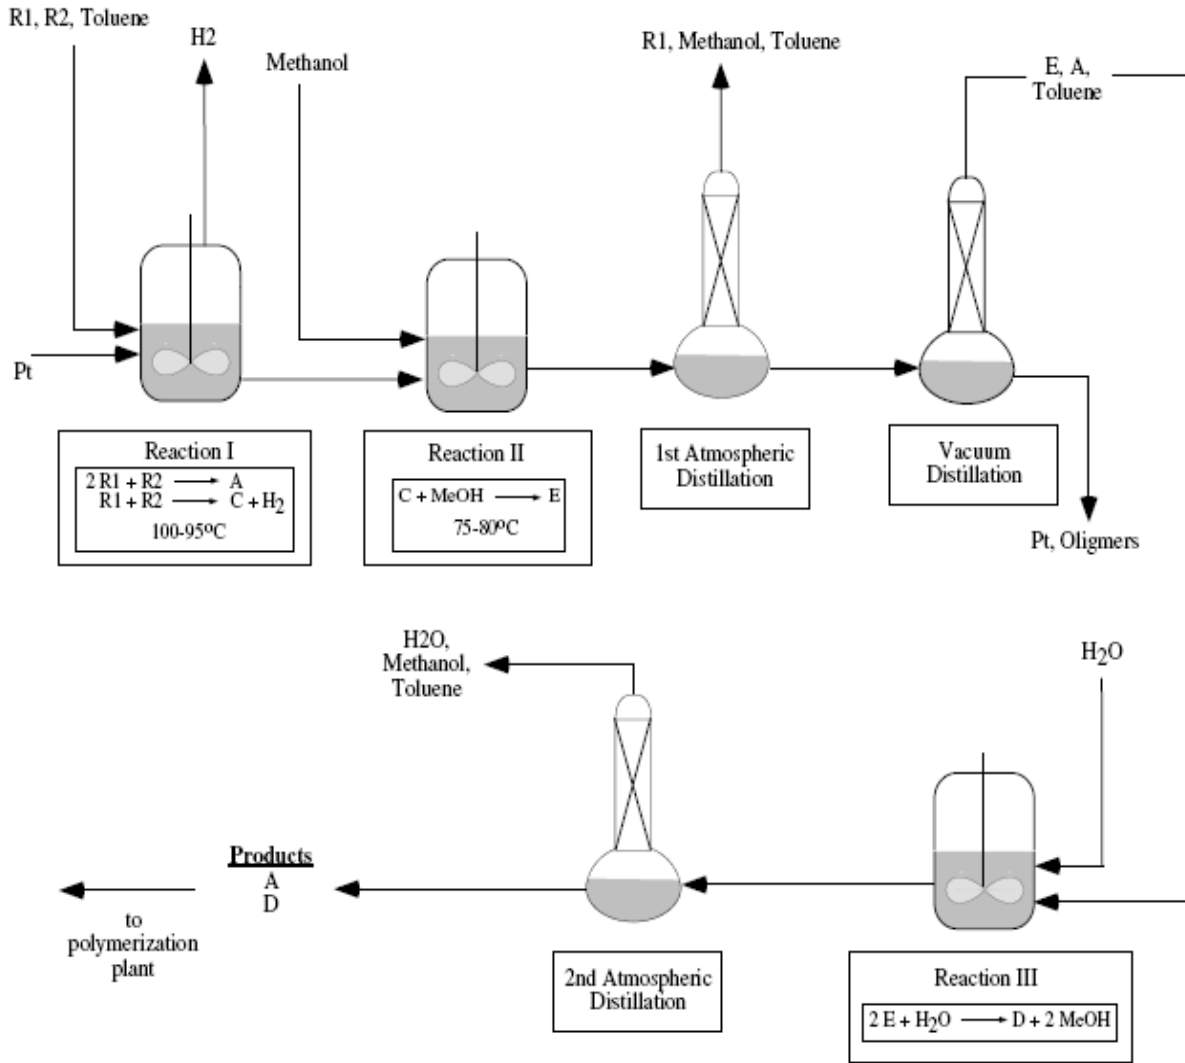 R1, R2, Toluene
H2
Methanol
R1, Methanol, Toluene
E, A,
Toluene
Pt
Reaction I
2 R1 + R2 ⟶ A
R1 + R2 ⟶ C + H2
100-95ºC
Reaction II
C + MeOH ⟶ E
75-80ºC
1st Atmospheric
Distillation
Vacuum
Distillation
Pt, Oligmers
H2O,
Methanol,
Toluene
H2O
Products
A
D
to
polymerization
plant
2nd Atmospheric
Distillation
Reaction III
2 E + H2O ⟶ D + 2 MeOH